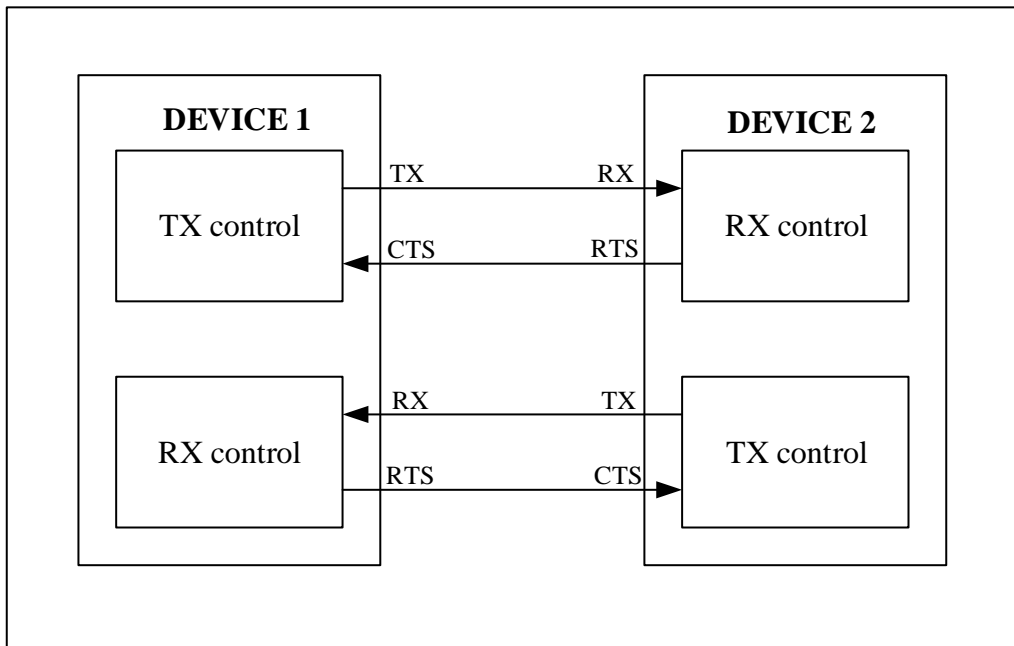 DEVICE 1
DEVICE 2
TX
RX
TX control
RX control
CTS
RTS
RX
TX
RX control
TX control
RTS
CTS